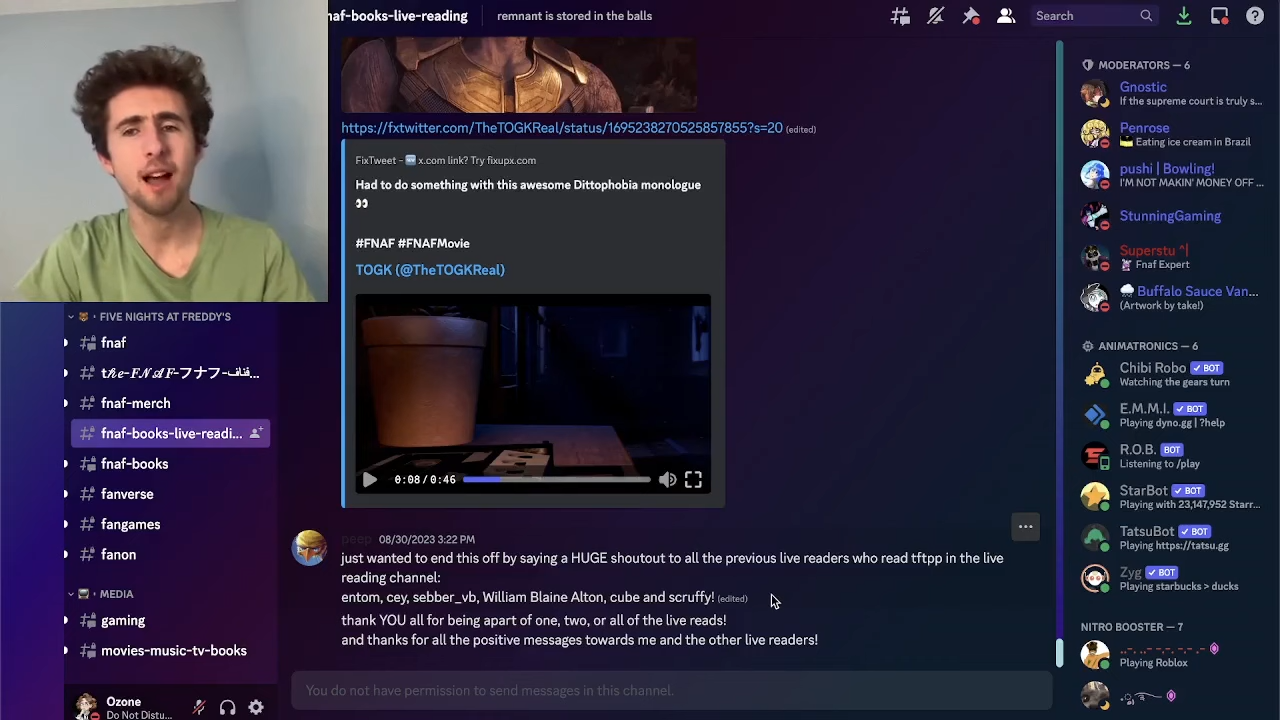 fnaf-books-live-reading
remnant is stored in the balls
Search
https://fxtwitter.com/TheTOGKReal/status/1695238270525857855?s=20 (edited)
FixTweet - 🆕 x.com link? Try fixupx.com
Had to do something with this awesome Dittophobia monologue
👀
#FNAF #FNAFMovie
TOGK (@TheTOGKReal)
0:08 / 0:46
peep 08/30/2023 3:22 PM
just wanted to end this off by saying a HUGE shoutout to all the previous live readers who read tftpp in the live
reading channel:
entom, cey, sebber_vb, William Blaine Alton, cube and scruffy! (edited)
thank YOU all for being apart of one, two, or all of the live reads!
and thanks for all the positive messages towards me and the other live readers!
You do not have permission to send messages in this channel.
FIVE NIGHTS AT FREDDY'S
fnaf
fnaf-merch
fnaf-books-live-readi...
fnaf-books
fanverse
fangames
fanon
MEDIA
gaming
movies-music-tv-books
Ozone
Do Not Distu...
MODERATORS — 6
Gnostic
If the supreme court is truly s...
Penrose
Eating ice cream in Brazil
pushi | Bowling!
I'M NOT MAKIN' MONEY OFF ...
StunningGaming
Superstu ^|
Fnaf Expert
Buffalo Sauce Van...
(Artwork by take!)
ANIMATRONICS — 6
Chibi Robo ✓ BOT
Watching the gears turn
E.M.M.I. ✓ BOT
Playing dyno.gg | ?help
R.O.B. BOT
Listening to /play
StarBot ✓ BOT
Playing with 23,147,952 Starr...
TatsuBot ✓ BOT
Playing https://tatsu.gg
Zyg ✓ BOT
Playing starbucks > ducks
NITRO BOOSTER — 7
Playing Roblox